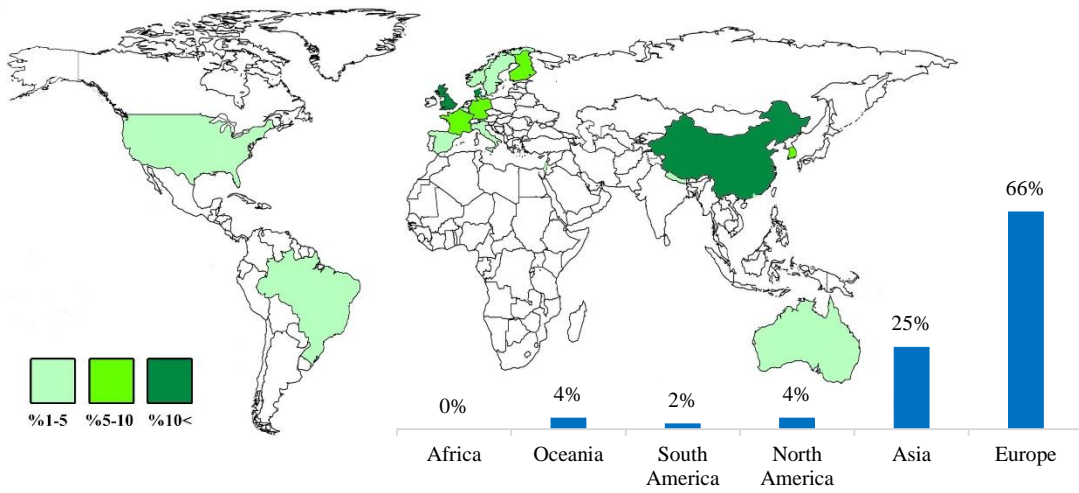 66%
25%
0%
4%
2%
4%
%1-5
%5-10
%10<
Africa
Oceania
South
America
North
America
Asia
Europe